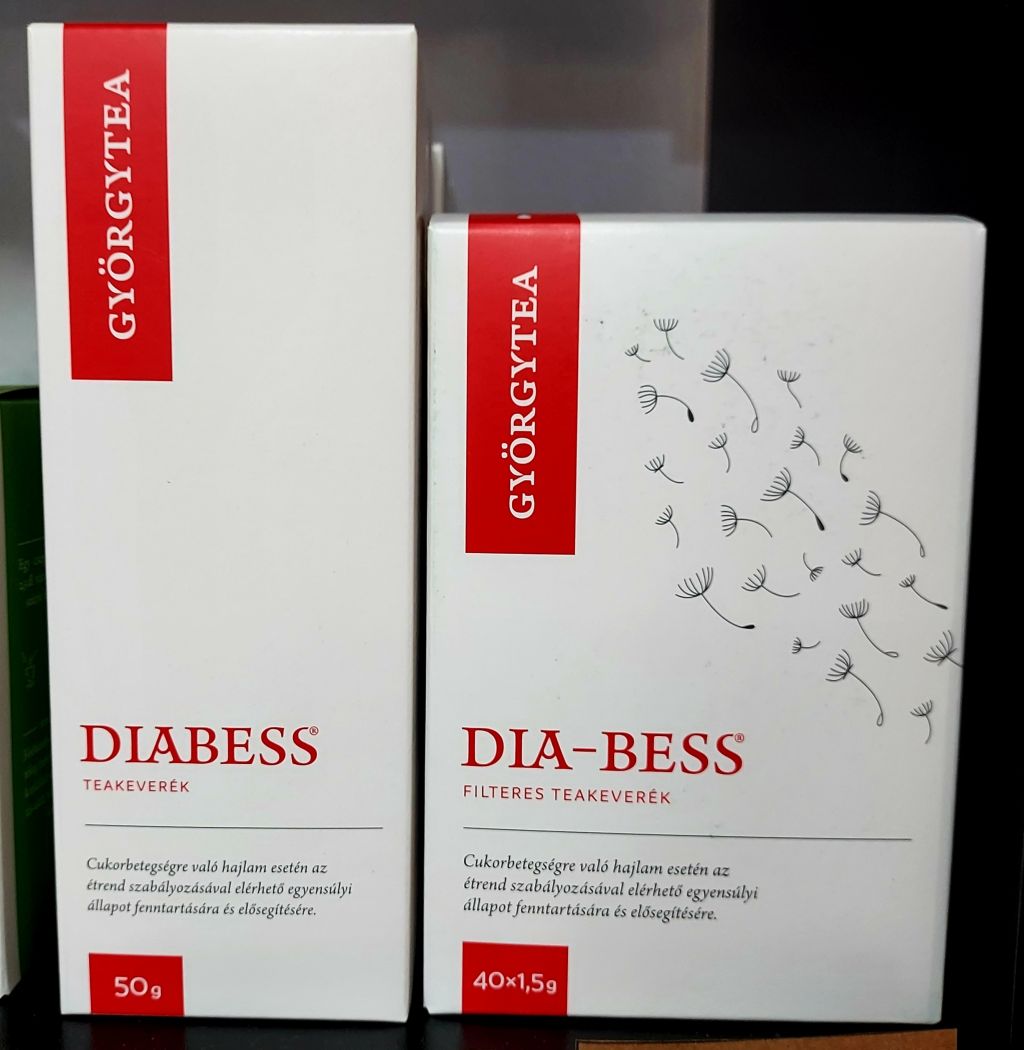 GYÖRGYTEA
DIABESS®
TEAKEVERÉK
Cukorbetegségre való hajlam esetén az
étrend szabályozásával elérhető egyensúlyi
állapot fenntartására és elősegítésére.
50g
GYÖRGYTEA
DIA-BESS®
FILTERES TEAKEVERÉK
Cukorbetegségre való hajlam esetén az
étrend szabályozásával elérhető egyensúlyi
állapot fenntartására és elősegítésére.
40×1,5g